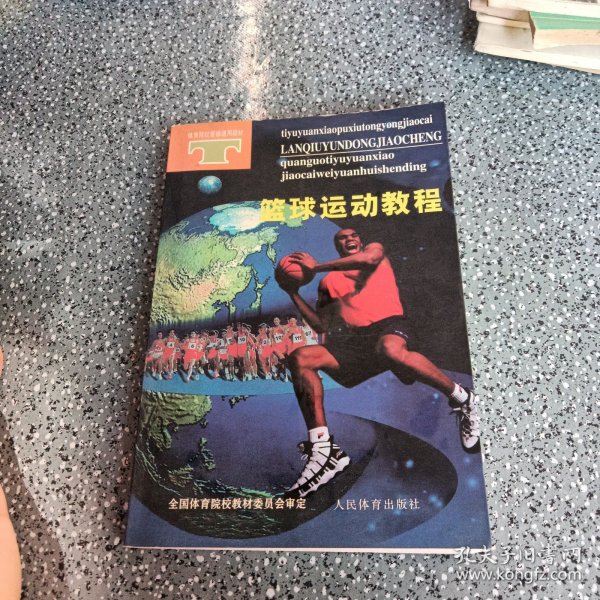 体育院校普修通用教材
tiyuyuanxiaopuxiutongyongjiaocai
LANQIUYUNDONGJIAOCHENG
quanguotiyuyuanxiao
jiaocaiweiyuanhuishending
篮球运动教程
全国体育院校教材委员会审定
人民体育出版社
孔夫子旧书网
www.kongfz.com